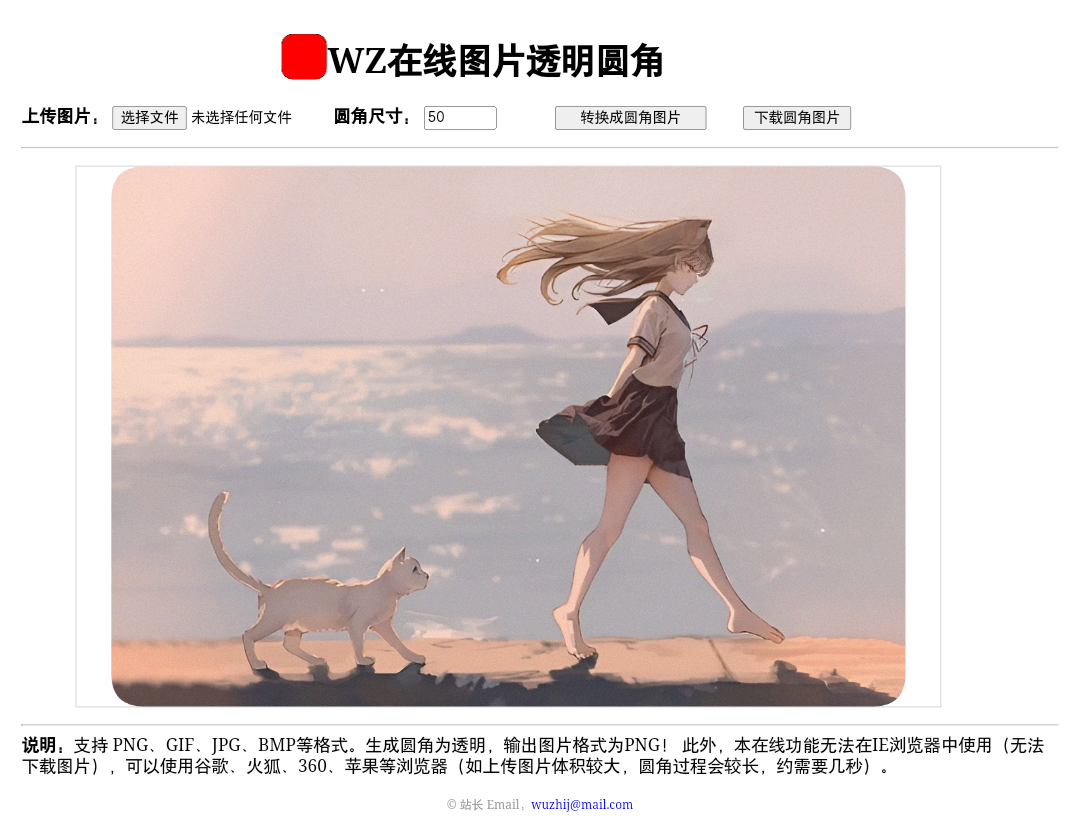 WZ在线图片透明圆角
上传图片： 选择文件 未选择任何文件 圆角尺寸： 50 转换成圆角图片 下载圆角图片
说明：支持 PNG、GIF、JPG、BMP等格式。生成圆角为透明，输出图片格式为PNG！ 此外，本在线功能无法在IE浏览器中使用（无法
下载图片），可以使用谷歌、火狐、360、苹果等浏览器（如上传图片体积较大，圆角过程会较长，约需要几秒）。
© 站长 Email，wuzhij@mail.com